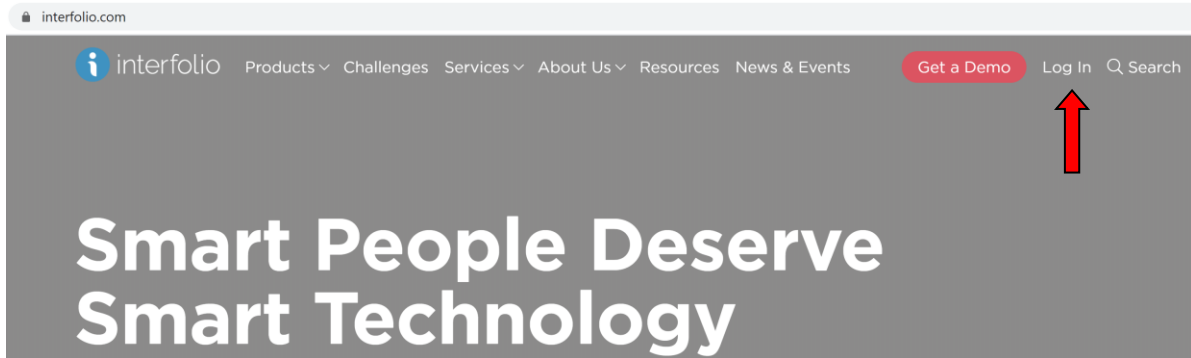 interfolio.com
interfolio Products Challenges Services About Us Resources News & Events Get a Demo Log In Search
Smart People Deserve
Smart Technology